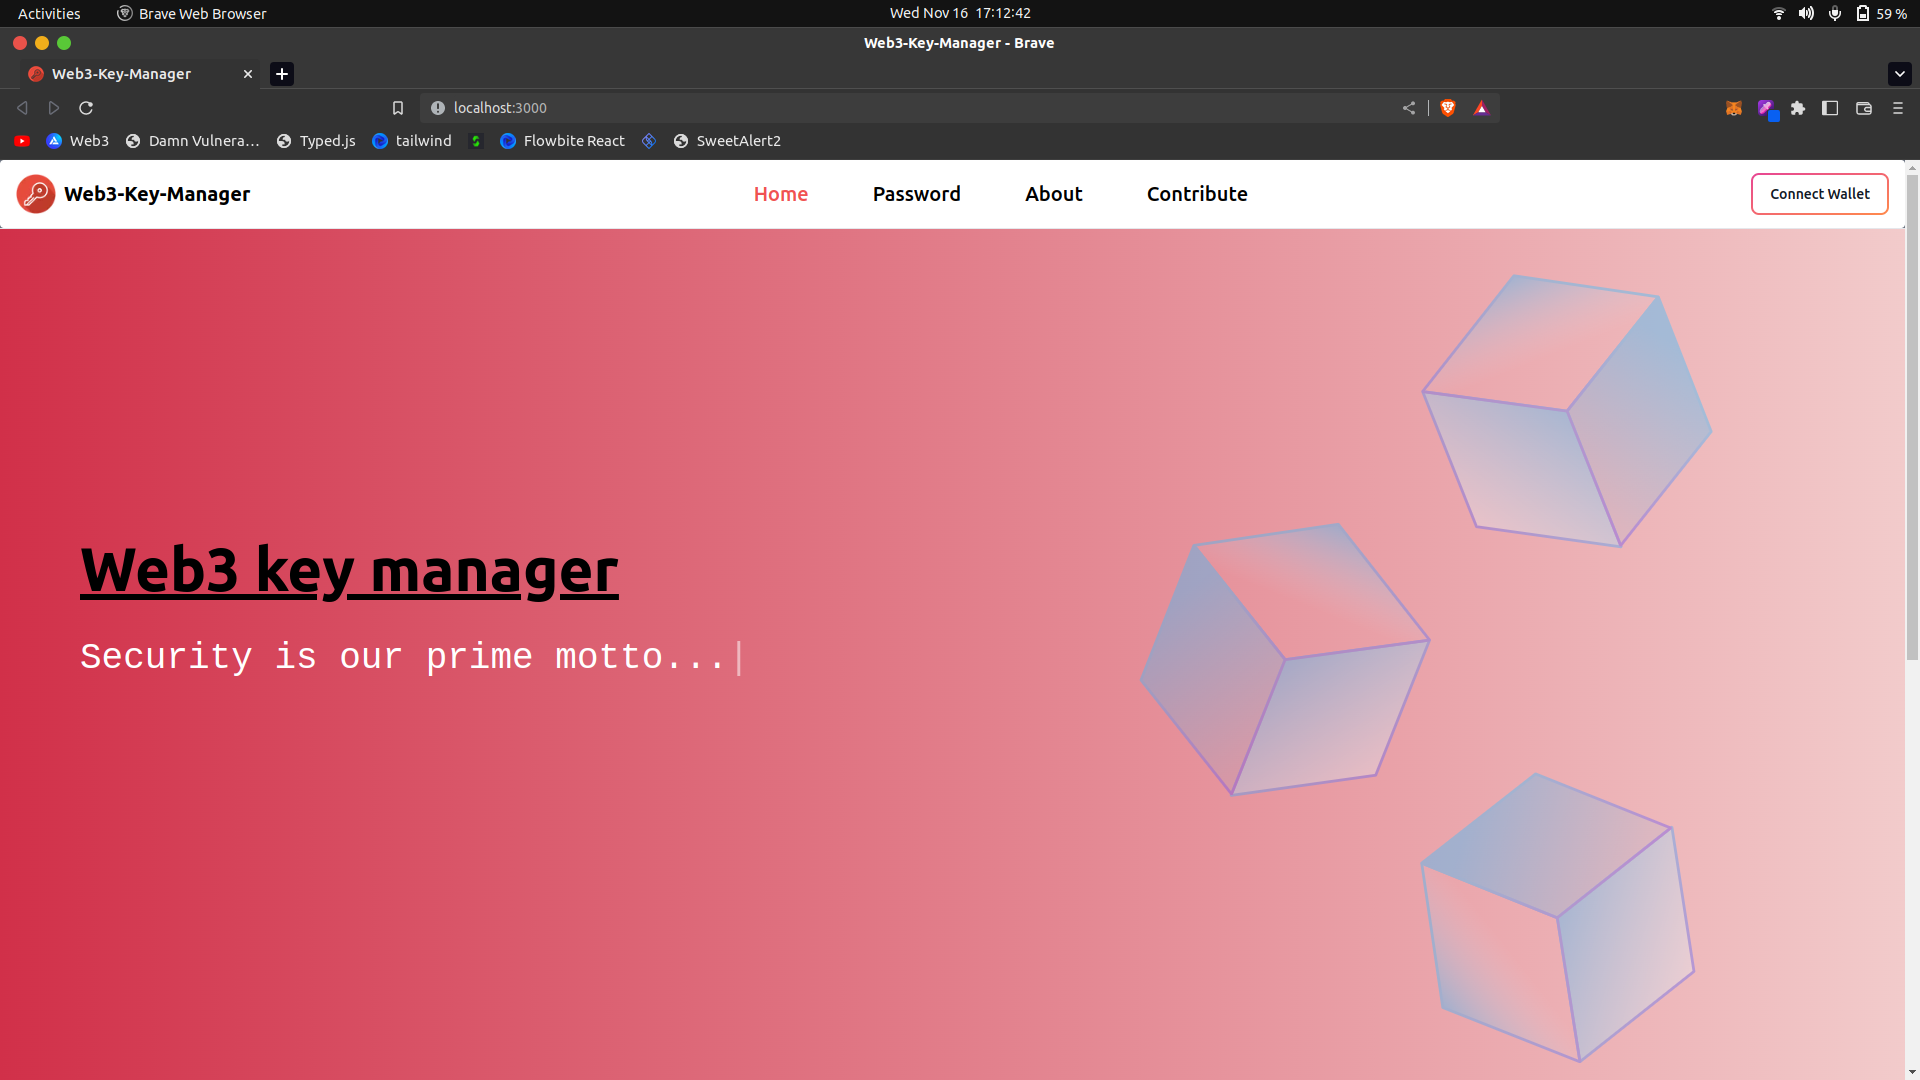 Activities Brave Web Browser Wed Nov 16 17:12:42 59 %
Web3-Key-Manager - Brave
Web3-Key-Manager
localhost:3000
Web3 Damn Vulnera... Typed.js tailwind Flowbite React SweetAlert2
Web3-Key-Manager Home Password About Contribute Connect Wallet
Web3 key manager
Security is our prime motto...|